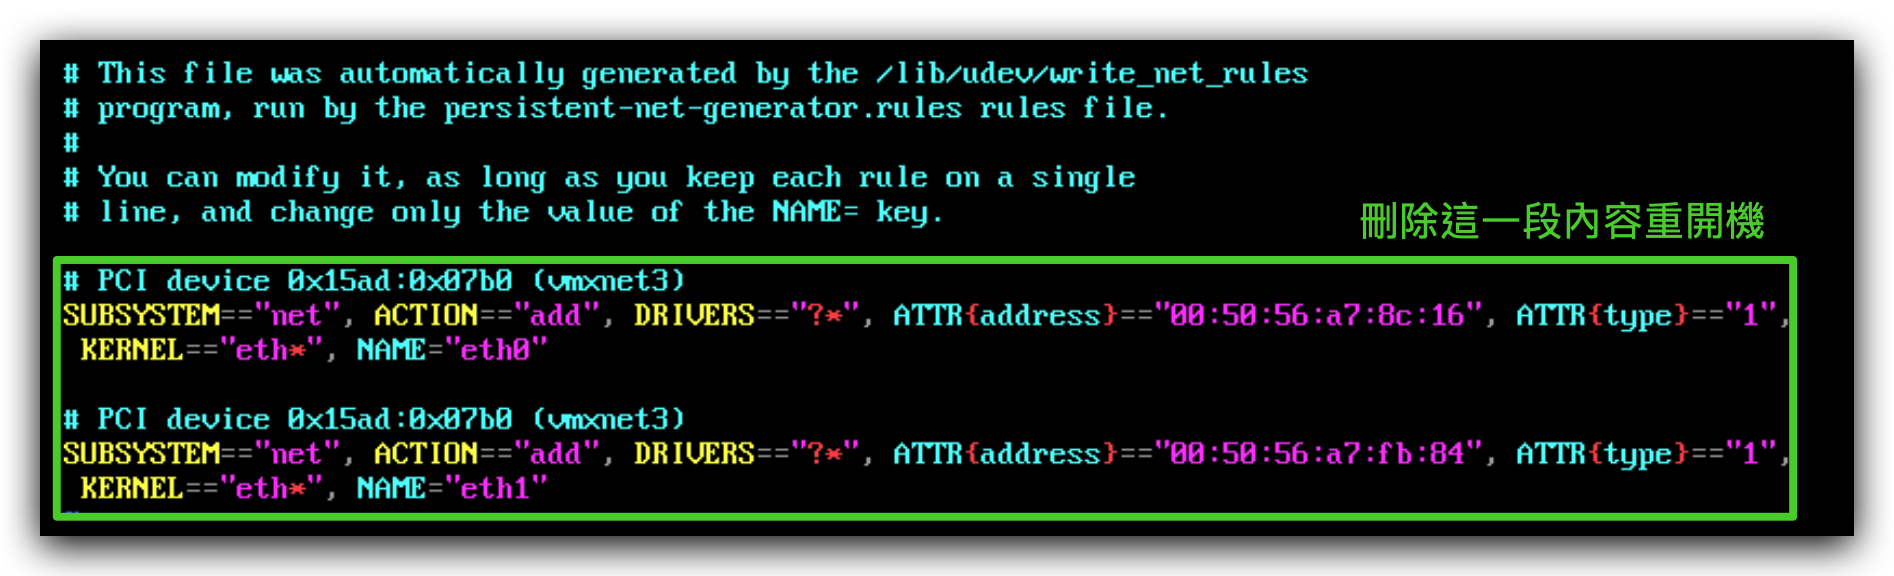 # This file was automatically generated by the /lib/udev/write_net_rules
# program, run by the persistent-net-generator.rules rules file.
#
# You can modify it, as long as you keep each rule on a single
# line, and change only the value of the NAME= key.
刪除這一段內容重開機
# PCI device 0x15ad:0x07b0 (vmxnet3)
SUBSYSTEM=="net", ACTION=="add", DRIVERS=="?*", ATTR{address}=="00:50:56:a7:8c:16", ATTR{type}=="1",
KERNEL=="eth*", NAME="eth0"
# PCI device 0x15ad:0x07b0 (vmxnet3)
SUBSYSTEM=="net", ACTION=="add", DRIVERS=="?*", ATTR{address}=="00:50:56:a7:fb:84", ATTR{type}=="1",
KERNEL=="eth*", NAME="eth1"